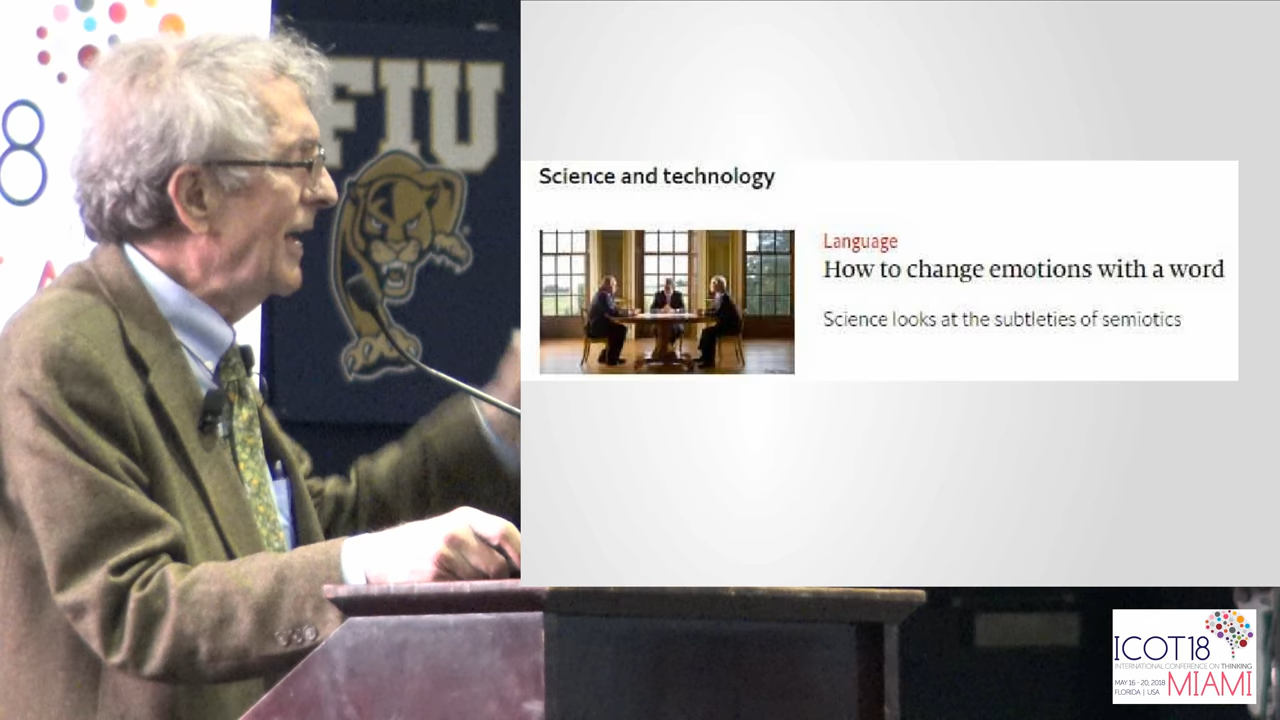 8
A
FIU
Science and technology
Language
How to change emotions with a word
Science looks at the subtleties of semiotics
ICOT18
INTERNATIONAL CONFERENCE ON THINKING
MAY 16 - 20, 2018
FLORIDA | USA
MIAMI